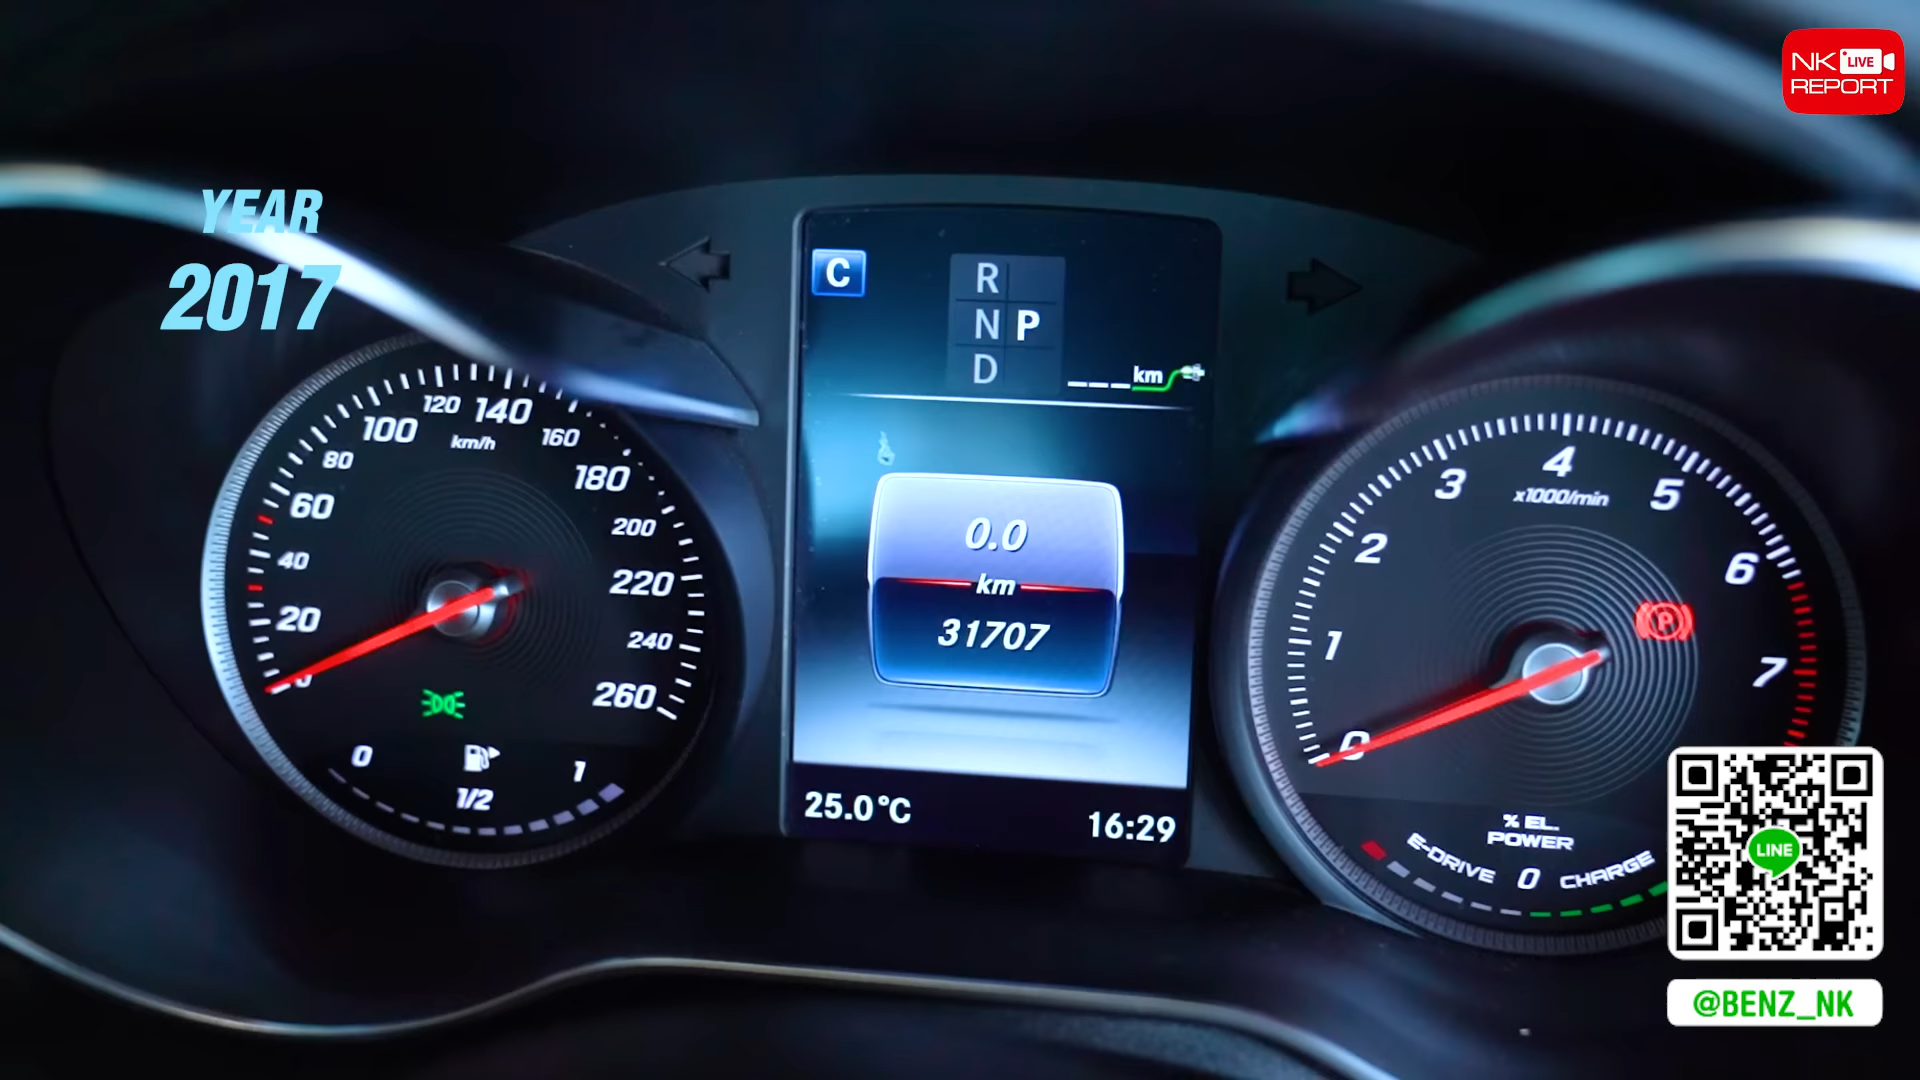 NK LIVE
REPORT
YEAR
2017
C
R
N P
D
--- km
120 140
100 160
km/h
80 180
60 200
40 220
20 240
0 260
0 1
1/2
0.0
km
31707
25.0°C 16:29
4
3 5
x1000/min
2 6
1 7
P
0
% EL.
POWER
E-DRIVE 0 CHARGE
LINE
@BENZ_NK